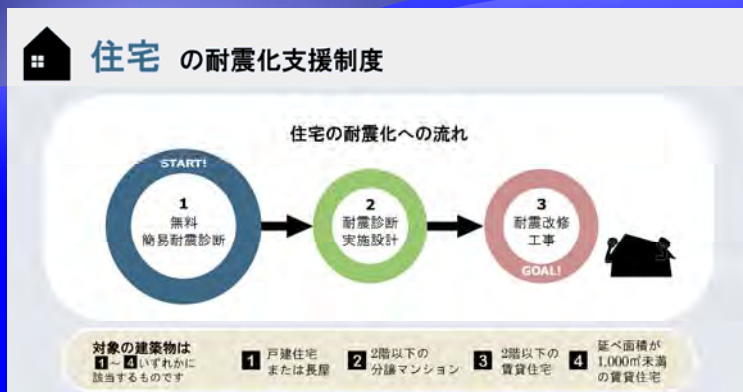 住宅 の耐震化支援制度
住宅の耐震化への流れ
START!
1
無料
簡易耐震診断
2
耐震診断
実施設計
3
耐震改修
工事
GOAL!
対象の建築物は
1～4いずれかに
該当するものです
1 戸建住宅
または長屋
2 2階以下の
分譲マンション
3 2階以下の
賃貸住宅
4 延べ面積が
1,000㎡未満
の賃貸住宅